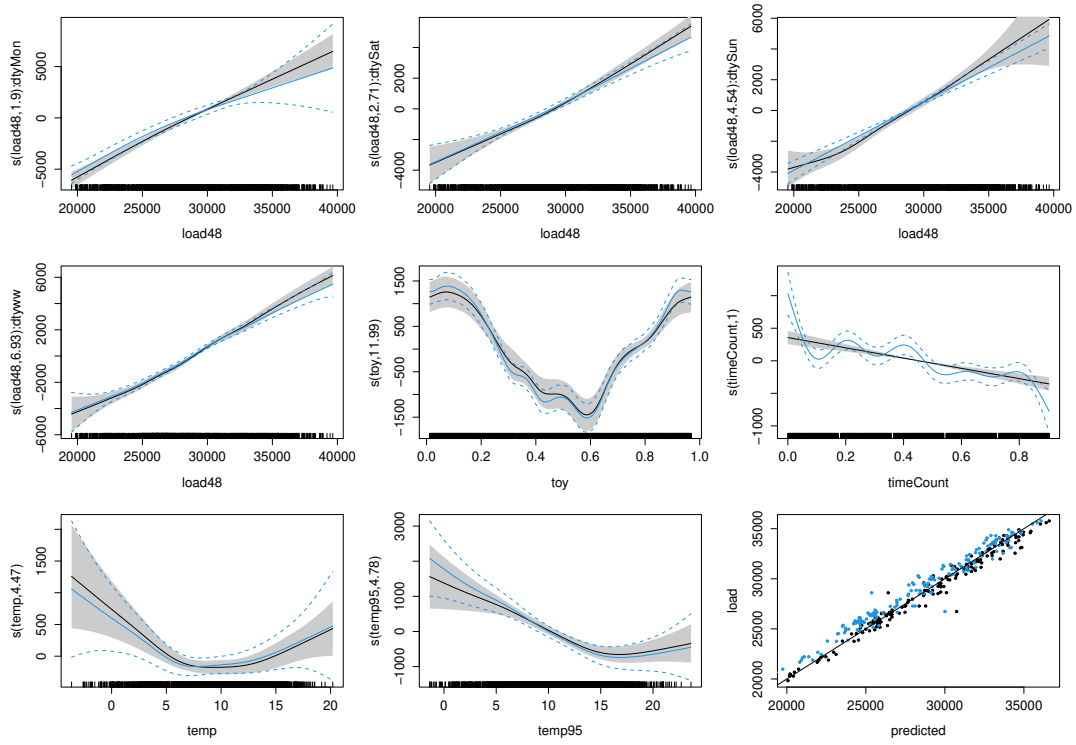 s(load48,1.9):dtyMon
−5000 0 5000
20000 25000 30000 35000 40000
load48
s(load48,2.71):dtySat
−4000 0 2000
20000 25000 30000 35000 40000
load48
s(load48,4.54):dtySun
−4000 0 2000 6000
20000 25000 30000 35000 40000
load48
s(load48,6.93):dtyww
−6000 −2000 2000 6000
20000 25000 30000 35000 40000
load48
s(toy,11.99)
−1500 −500 500 1500
0.0 0.2 0.4 0.6 0.8 1.0
toy
s(timeCount,1)
−1000 0 500
0.0 0.2 0.4 0.6 0.8
timeCount
s(temp,4.47)
0 500 1500
0 5 10 15 20
temp
s(temp95,4.78)
−1000 0 1000 3000
0 5 10 15 20
temp95
load
20000 25000 30000 35000
20000 25000 30000 35000
predicted